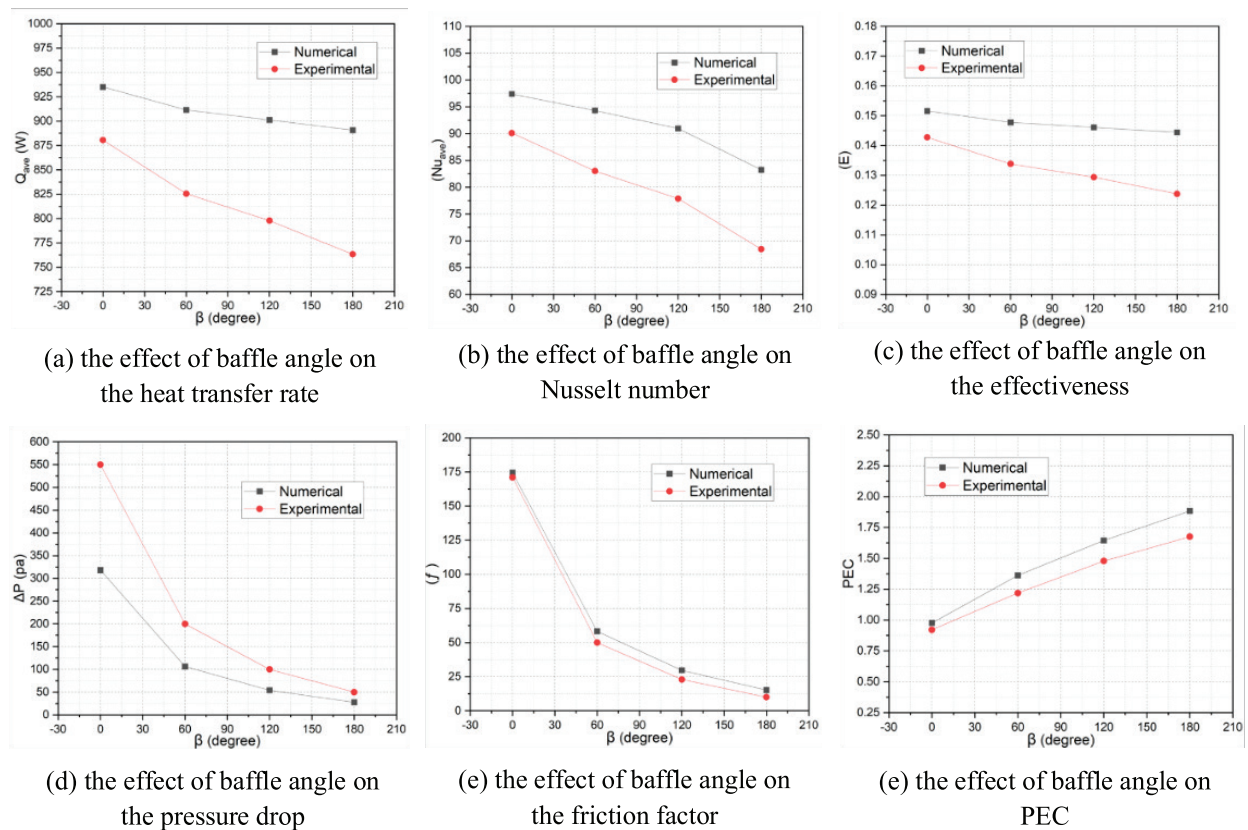 1000
975
950
925
900
875
850
825
800
775
750
725
Q_ave (W)
Numerical
Experimental
-30 0 30 60 90 120 150 180 210
β (degree)
(a) the effect of baffle angle on
the heat transfer rate
110
105
100
95
90
85
80
75
70
65
60
(Nu_ave)
Numerical
Experimental
-30 0 30 60 90 120 150 180 210
β (degree)
(b) the effect of baffle angle on
Nusselt number
0.18
0.17
0.16
0.15
0.14
0.13
0.12
0.11
0.10
0.09
(E)
Numerical
Experimental
-30 0 30 60 90 120 150 180 210
β (degree)
(c) the effect of baffle angle on
the effectiveness
600
550
500
450
400
350
300
250
200
150
100
50
0
ΔP (pa)
Numerical
Experimental
-30 0 30 60 90 120 150 180 210
β (degree)
(d) the effect of baffle angle on
the pressure drop
200
175
150
125
100
75
50
25
0
(f)
Numerical
Experimental
-30 0 30 60 90 120 150 180 210
β (degree)
(e) the effect of baffle angle on
the friction factor
2.50
2.25
2.00
1.75
1.50
1.25
1.00
0.75
0.50
0.25
PEC
Numerical
Experimental
-30 0 30 60 90 120 150 180 210
β (degree)
(e) the effect of baffle angle on
PEC